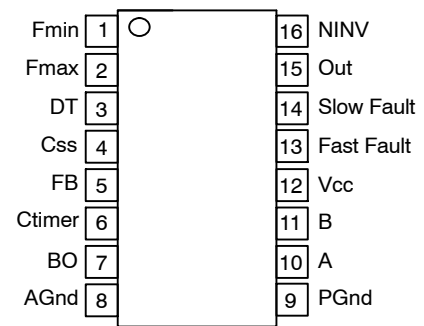 Fmin 1 16 NINV
Fmax 2 15 Out
DT 3 14 Slow Fault
Css 4 13 Fast Fault
FB 5 12 Vcc
Ctimer 6 11 B
BO 7 10 A
AGnd 8 9 PGnd